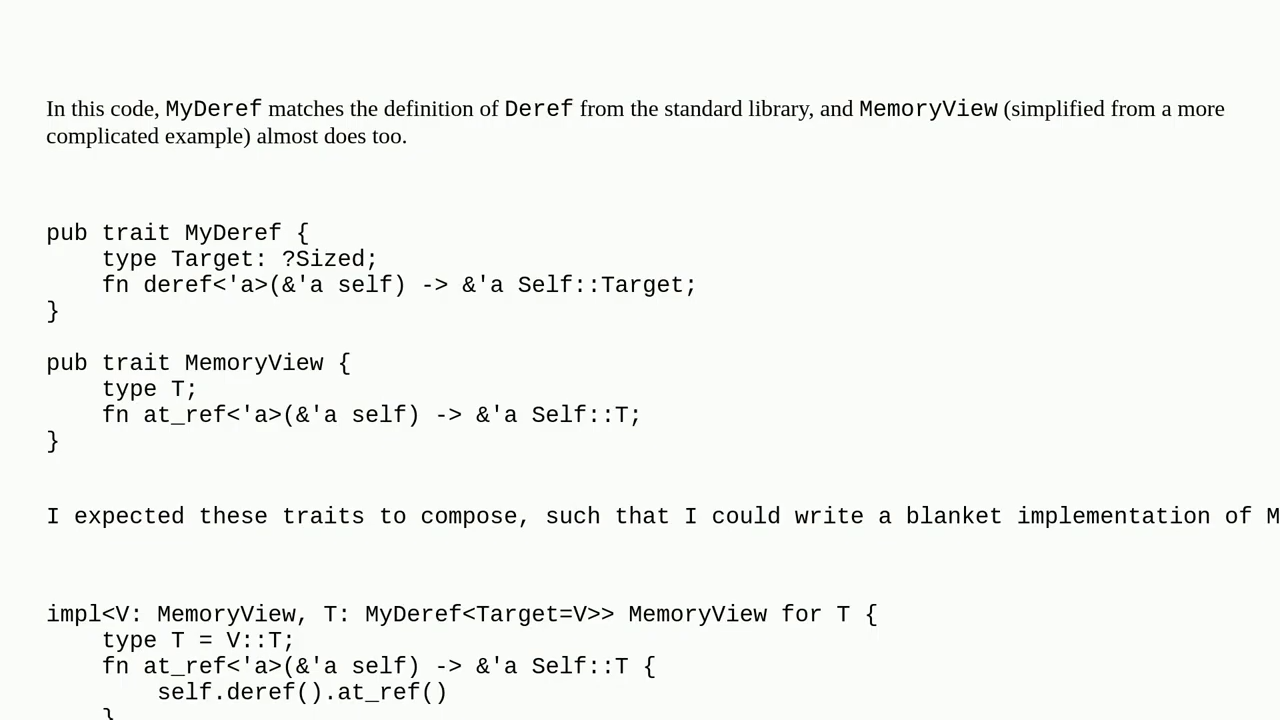 In this code, MyDeref matches the definition of Deref from the standard library, and MemoryView (simplified from a more
complicated example) almost does too.
pub trait MyDeref {
    type Target: ?Sized;
    fn deref<'a>(&'a self) -> &'a Self::Target;
}
pub trait MemoryView {
    type T;
    fn at_ref<'a>(&'a self) -> &'a Self::T;
}
I expected these traits to compose, such that I could write a blanket implementation of M
impl<V: MemoryView, T: MyDeref<Target=V>> MemoryView for T {
    type T = V::T;
    fn at_ref<'a>(&'a self) -> &'a Self::T {
        self.deref().at_ref()
    }